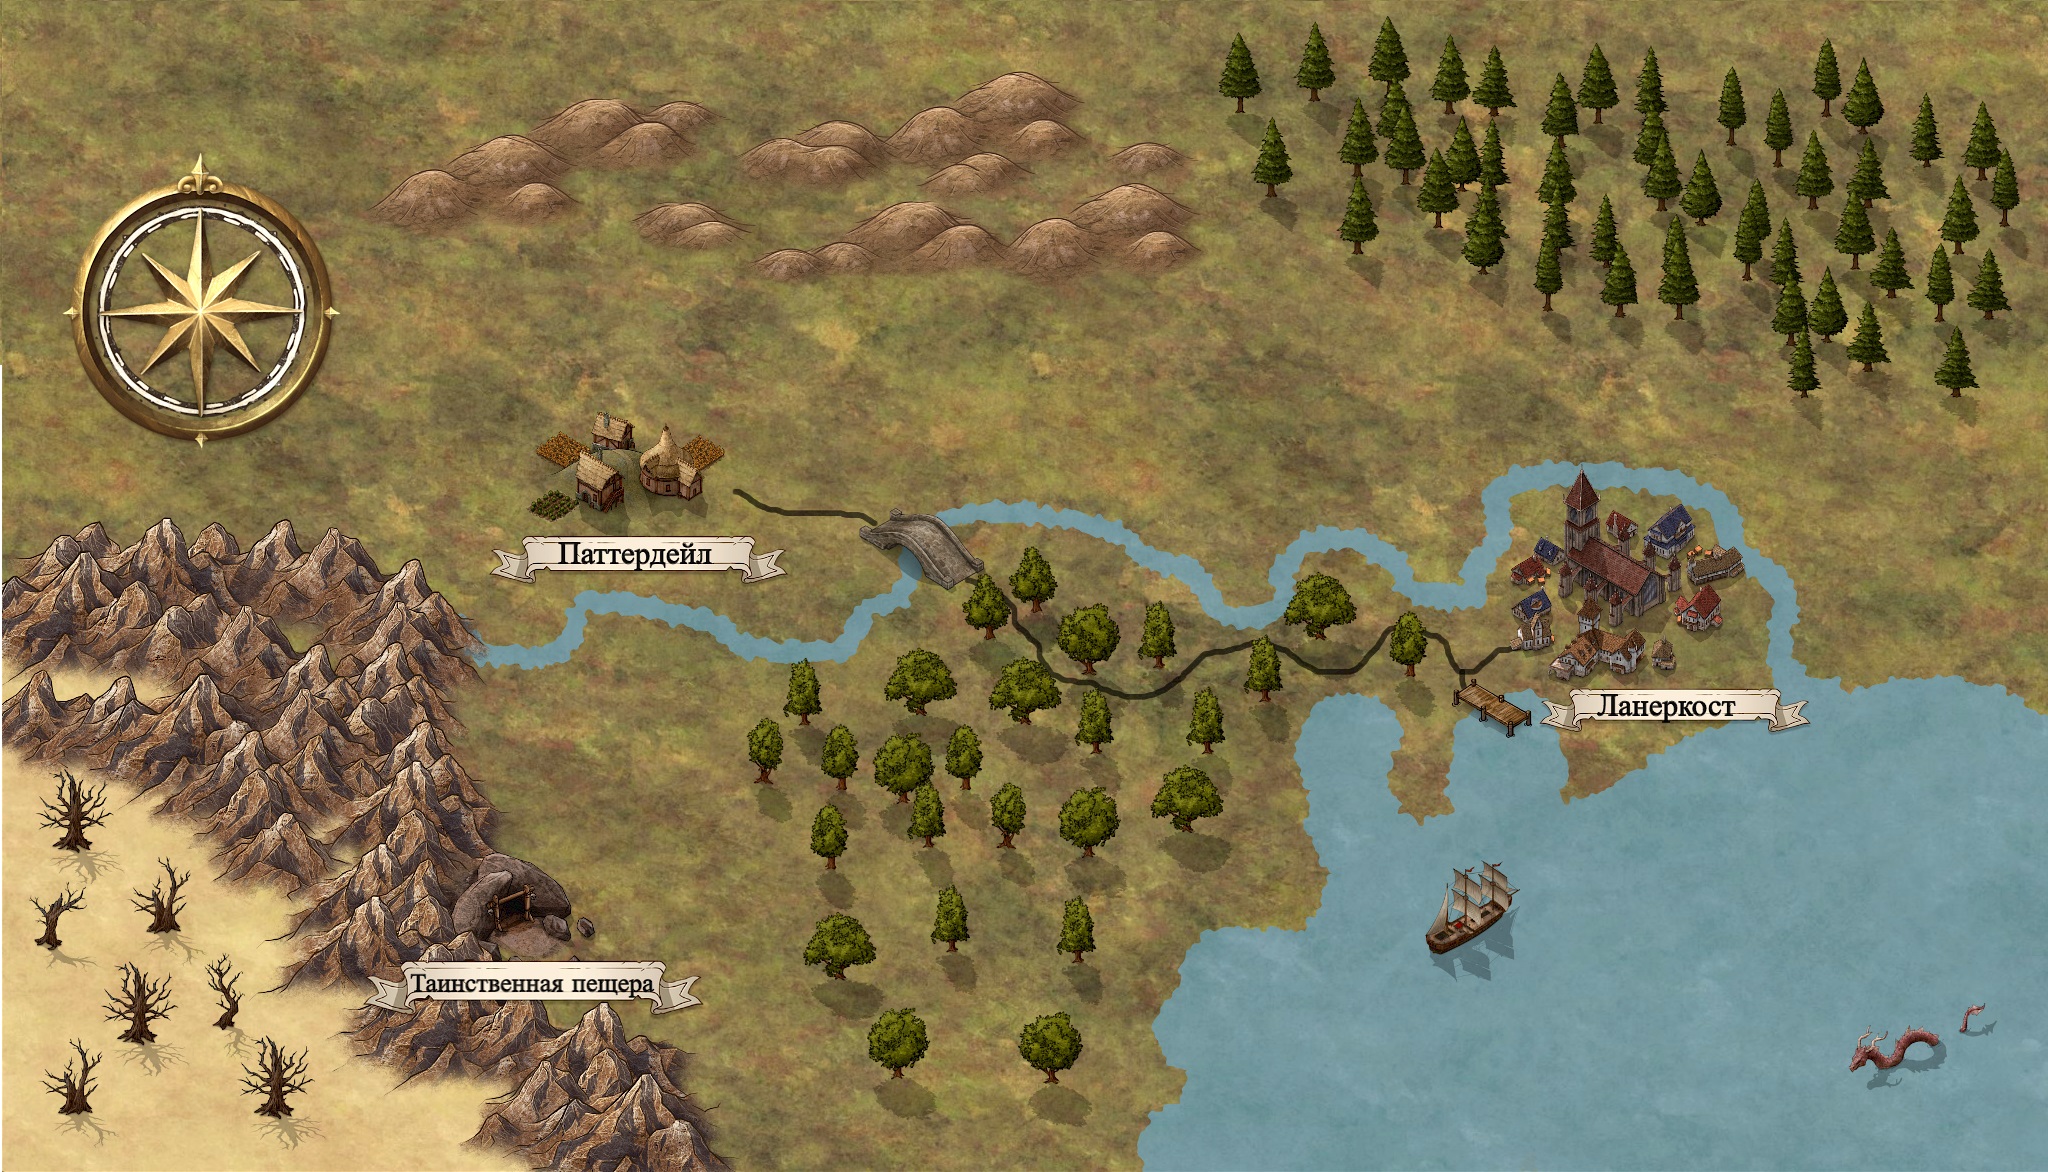 Паттердейл
Ланеркост
Таинственная пещера